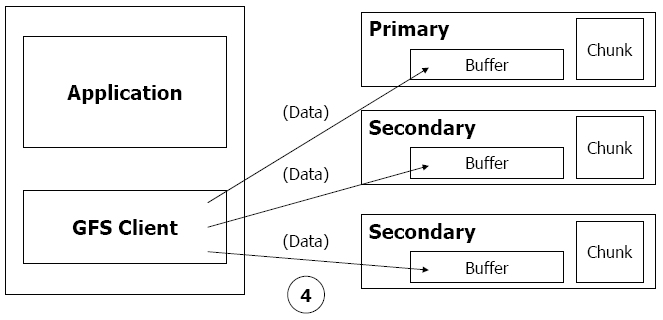 Application
GFS Client
(Data)
(Data)
(Data)
4
Primary
Buffer
Chunk
Secondary
Buffer
Chunk
Secondary
Buffer
Chunk